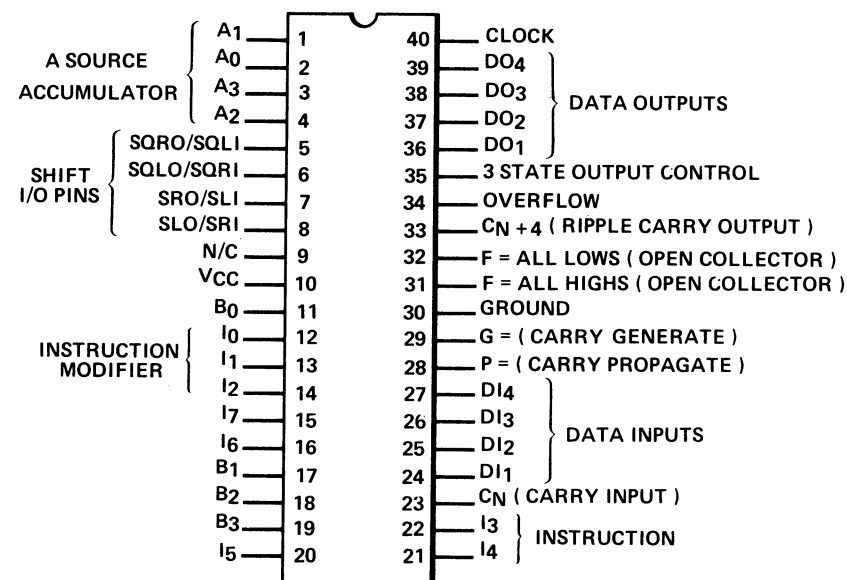 A1 1 40 CLOCK
A0 2 39 DO4
A SOURCE ACCUMULATOR
A3 3 38 DO3
DATA OUTPUTS
A2 4 37 DO2
SQRO/SQLI 5 36 DO1
SHIFT I/O PINS
SQLO/SQRI 6 35 3 STATE OUTPUT CONTROL
SRO/SLI 7 34 OVERFLOW
SLO/SRI 8 33 CN +4 ( RIPPLE CARRY OUTPUT )
N/C 9 32 F = ALL LOWS ( OPEN COLLECTOR )
VCC 10 31 F = ALL HIGHS ( OPEN COLLECTOR )
B0 11 30 GROUND
I0 12 29 G = ( CARRY GENERATE )
INSTRUCTION MODIFIER
I1 13 28 P = ( CARRY PROPAGATE )
I2 14 27 DI4
I7 15 26 DI3
DATA INPUTS
I6 16 25 DI2
B1 17 24 DI1
B2 18 23 CN ( CARRY INPUT )
B3 19 22 I3
INSTRUCTION
I5 20 21 I4